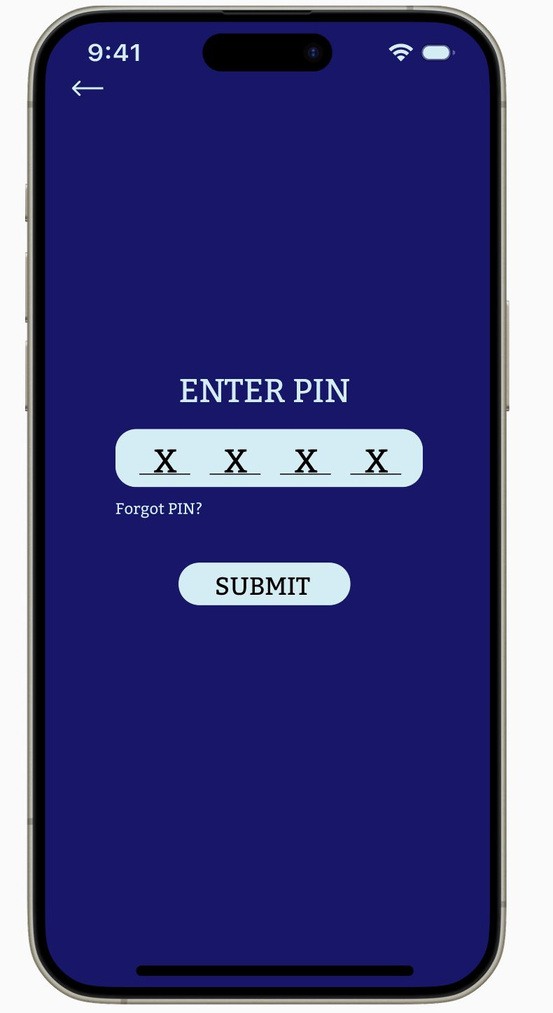 9:41
ENTER PIN
X X X X
Forgot PIN?
SUBMIT